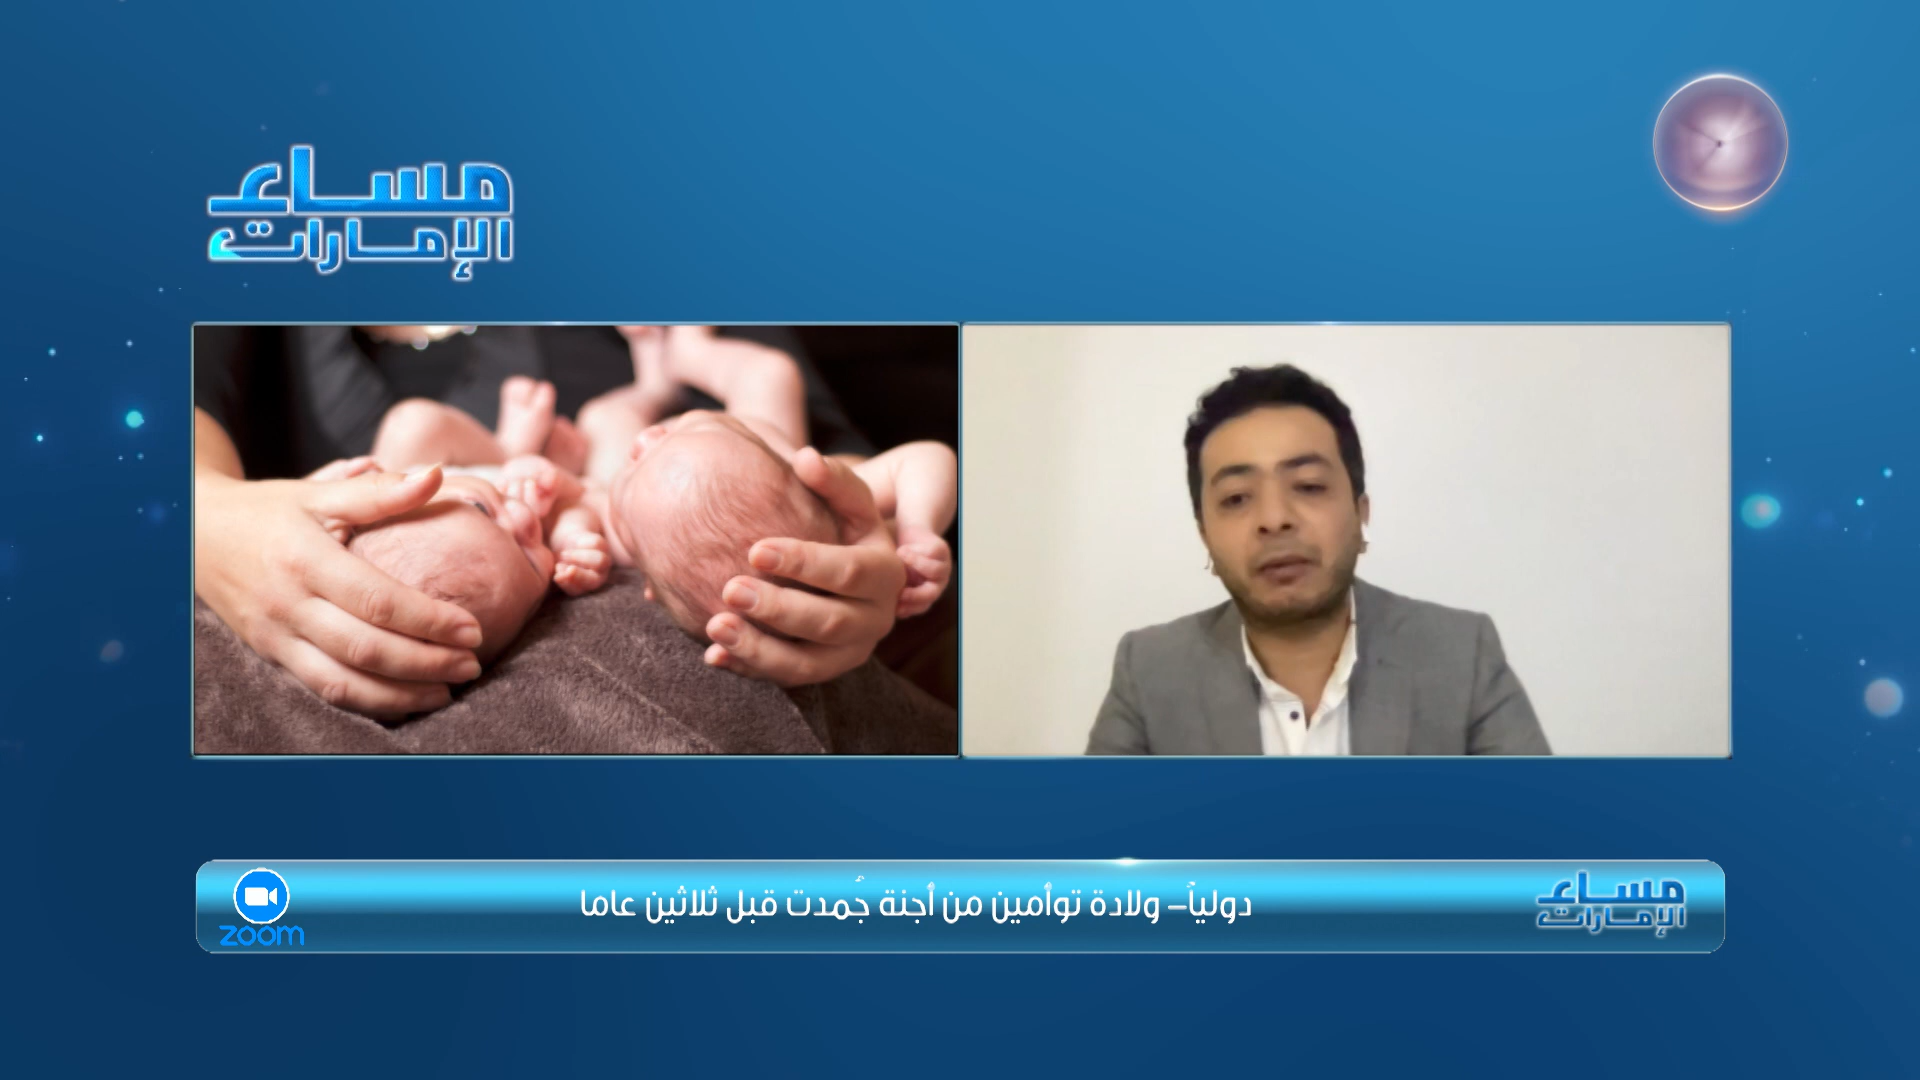 مساء
الإمارات
دولياً- ولادة توأمين من أجنة جُمدت قبل ثلاثين عاما
مساء
الإمارات
zoom